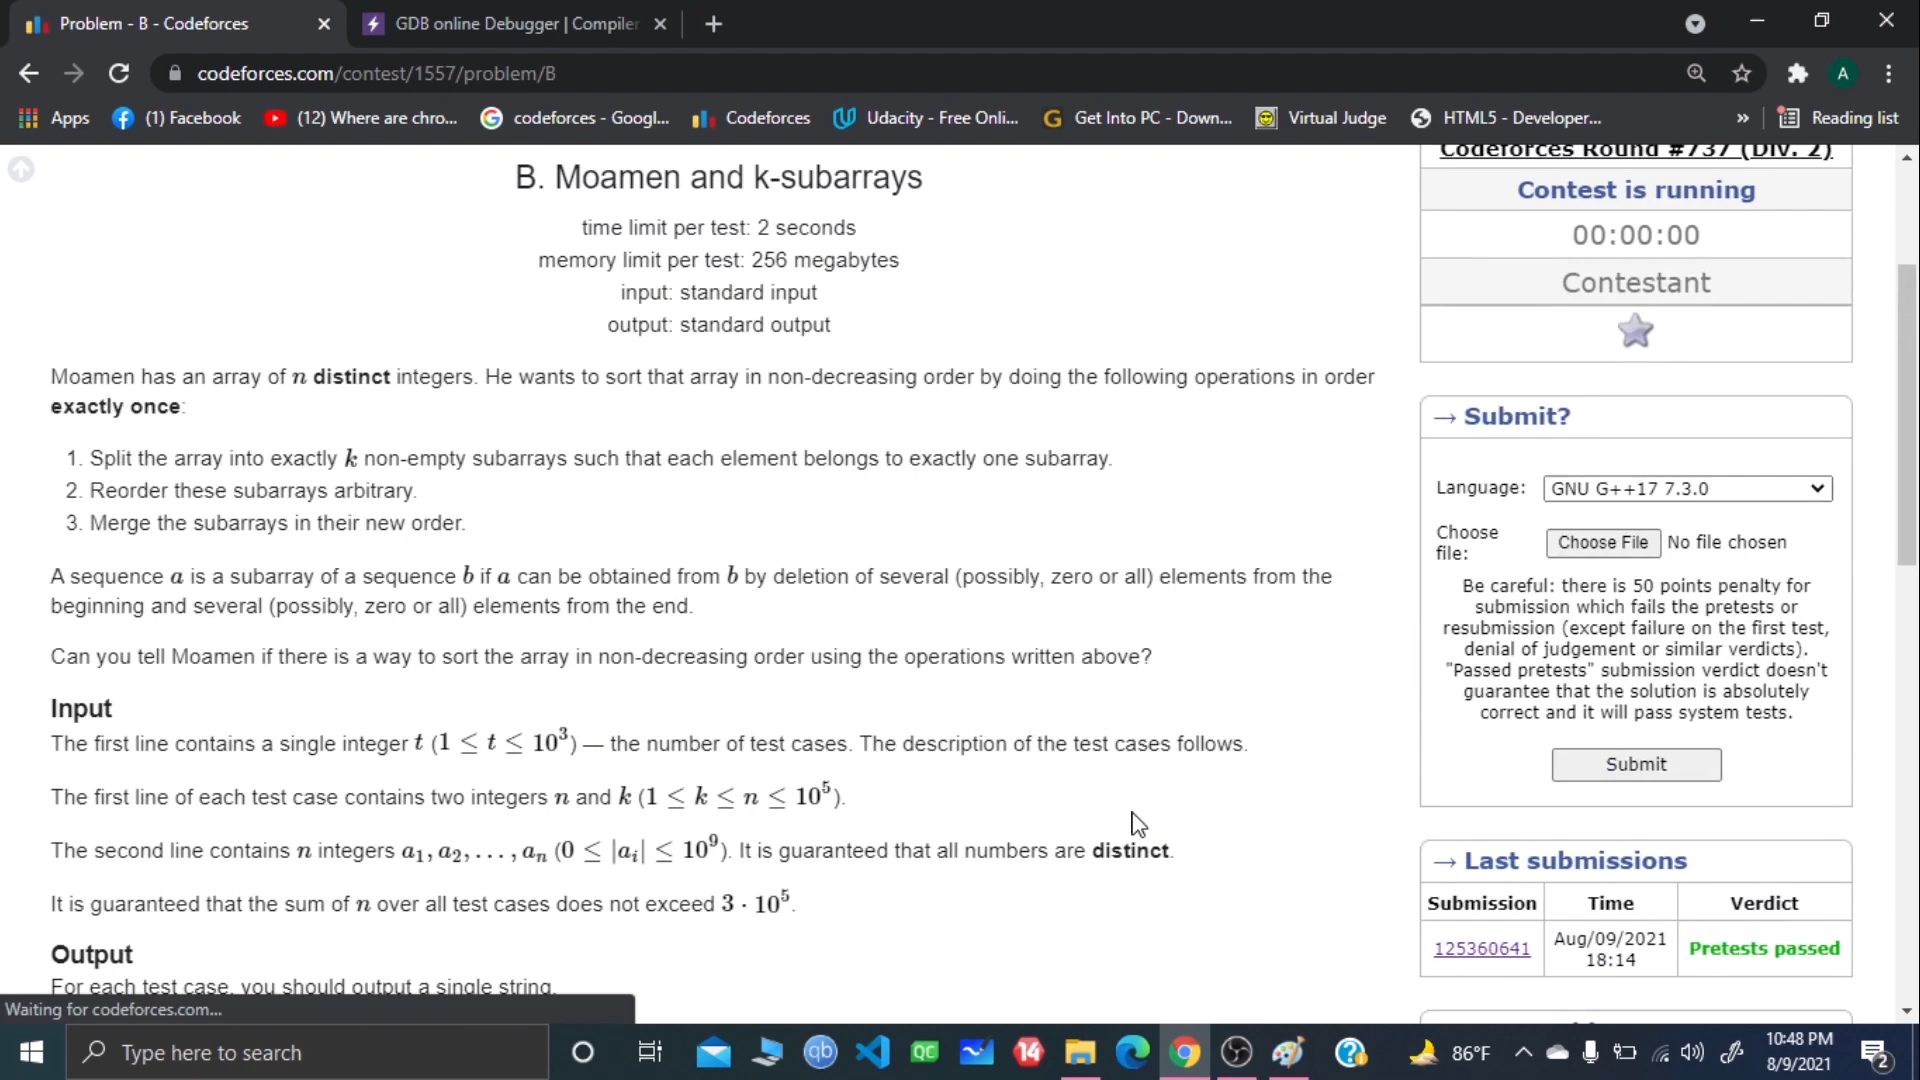 Problem - B - Codeforces
GDB online Debugger | Compiler
codeforces.com/contest/1557/problem/B
A
Apps
(1) Facebook
(12) Where are chro...
codeforces - Googl...
Codeforces
Udacity - Free Onli...
Get Into PC - Down...
Virtual Judge
HTML5 - Developer...
»
Reading list
B. Moamen and k-subarrays
time limit per test: 2 seconds
memory limit per test: 256 megabytes
input: standard input
output: standard output
Moamen has an array of n distinct integers. He wants to sort that array in non-decreasing order by doing the following operations in order
exactly once:
1. Split the array into exactly k non-empty subarrays such that each element belongs to exactly one subarray.
2. Reorder these subarrays arbitrary.
3. Merge the subarrays in their new order.
A sequence a is a subarray of a sequence b if a can be obtained from b by deletion of several (possibly, zero or all) elements from the
beginning and several (possibly, zero or all) elements from the end.
Can you tell Moamen if there is a way to sort the array in non-decreasing order using the operations written above?
Input
The first line contains a single integer t (1 ≤ t ≤ 10³) — the number of test cases. The description of the test cases follows.
The first line of each test case contains two integers n and k (1 ≤ k ≤ n ≤ 10⁵).
The second line contains n integers a₁, a₂, . . . , aₙ (0 ≤ |aᵢ| ≤ 10⁹). It is guaranteed that all numbers are distinct.
It is guaranteed that the sum of n over all test cases does not exceed 3 · 10⁵.
Output
For each test case, you should output a single string.
Waiting for codeforces.com...
Codeforces Round #737 (Div. 2)
Contest is running
00:00:00
Contestant
→ Submit?
Language: GNU G++17 7.3.0
Choose
file: Choose File No file chosen
Be careful: there is 50 points penalty for
submission which fails the pretests or
resubmission (except failure on the first test,
denial of judgement or similar verdicts).
"Passed pretests" submission verdict doesn't
guarantee that the solution is absolutely
correct and it will pass system tests.
Submit
→ Last submissions
Submission Time Verdict
125360641 Aug/09/2021
18:14 Pretests passed
Type here to search
qb
QC
14
86°F
10:48 PM
8/9/2021
2